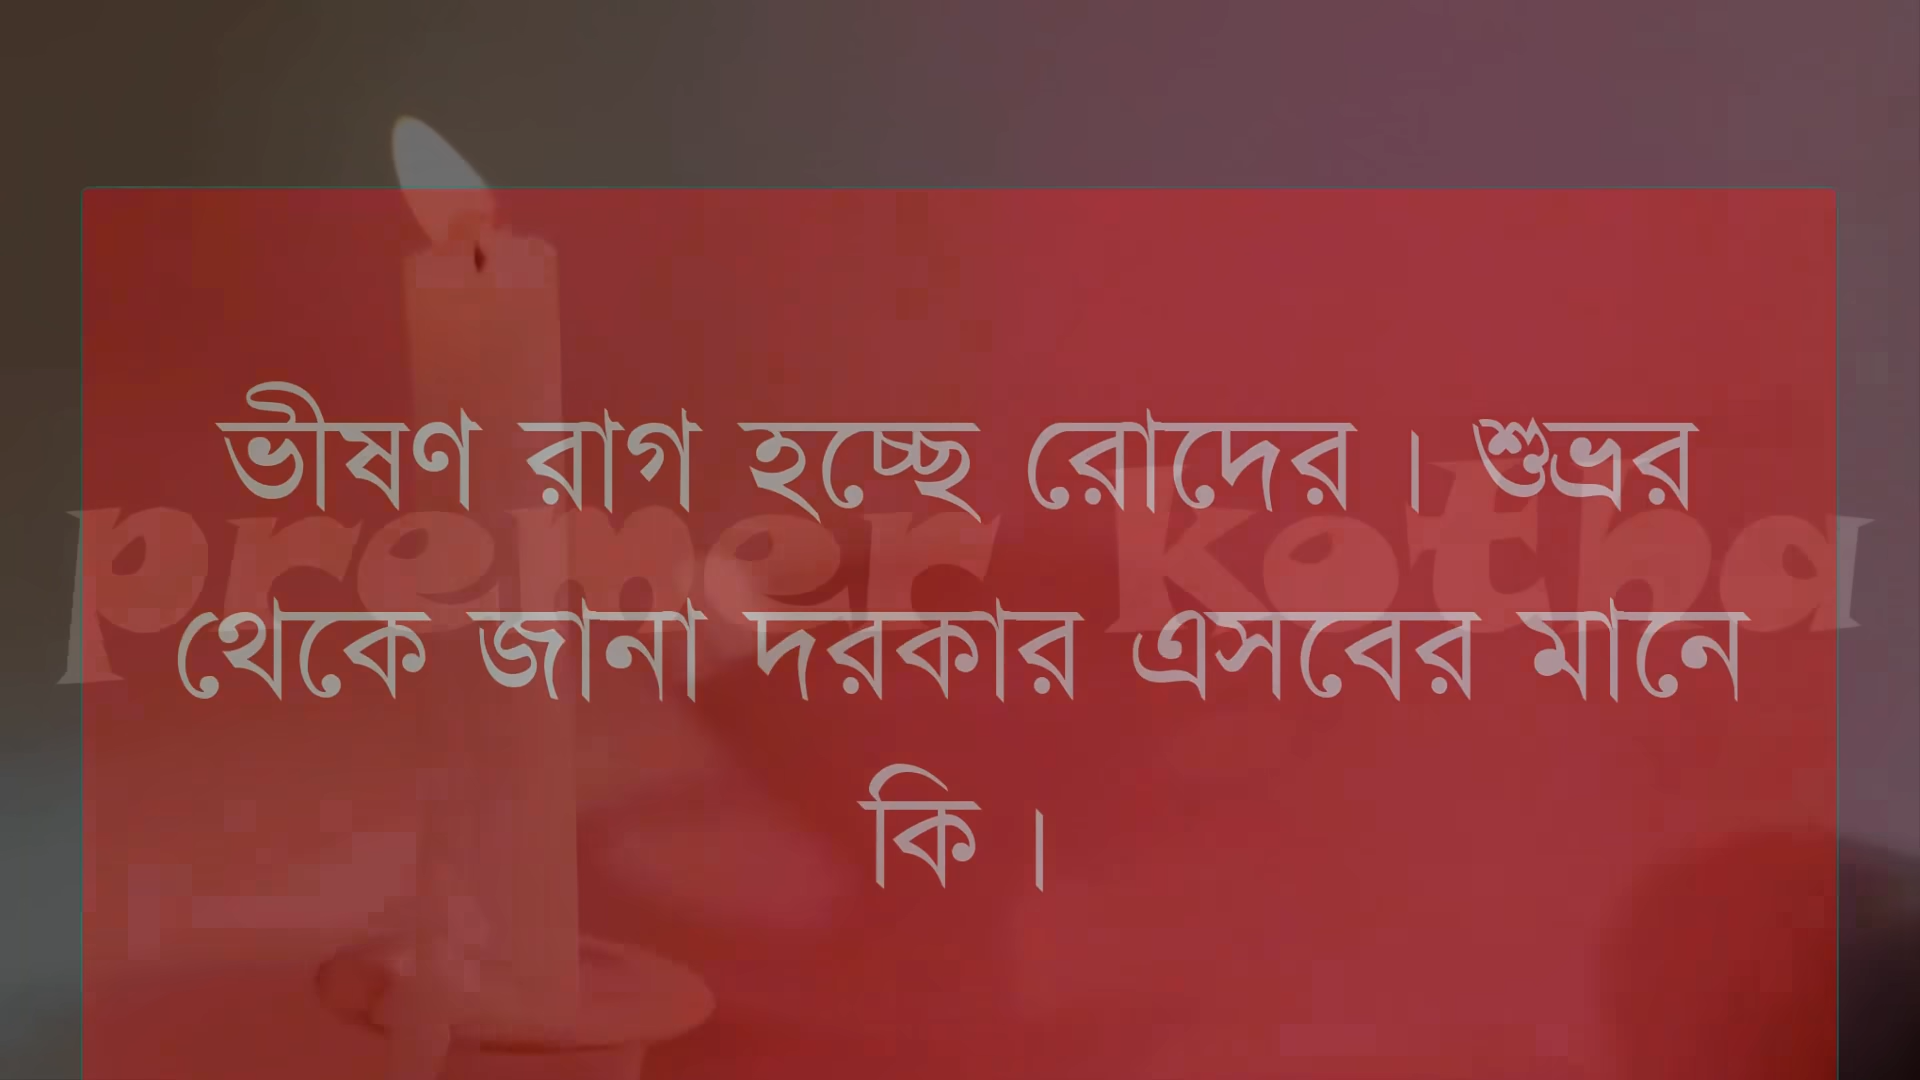 ভীষণ রাগ হচ্ছে রোদের । শুভ্রর
premer kotha
থেকে জানা দরকার এসবের মানে
কি ।